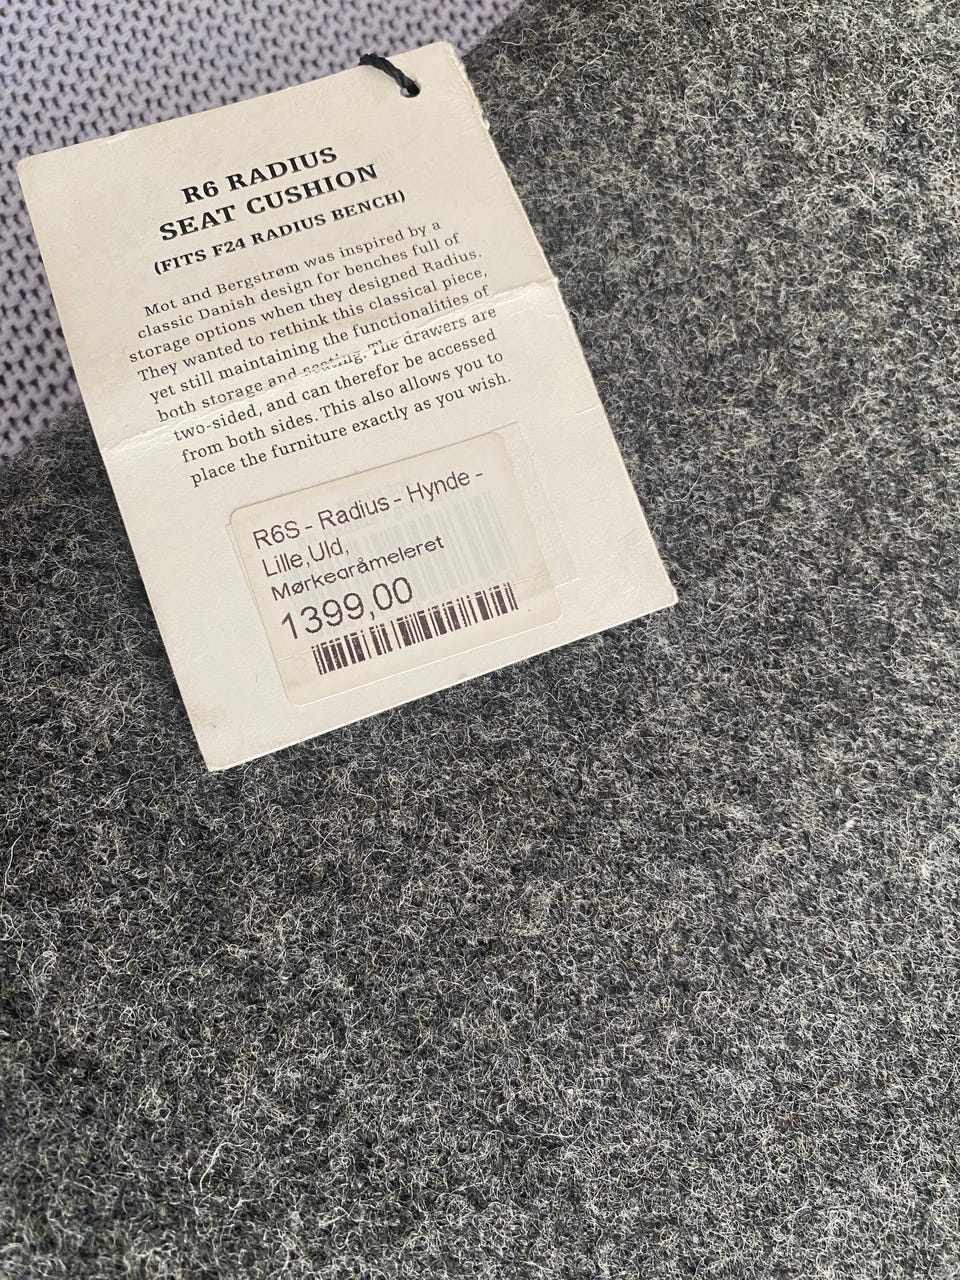 R6 RADIUS
SEAT CUSHION
(FITS F24 RADIUS BENCH)
Mot and Bergstrøm was inspired by a
classic Danish design for benches full of
storage options when they designed Radius.
They wanted to rethink this classical piece,
yet still maintaining the functionalities of
both storage and seating. The drawers are
two-sided, and can therefor be accessed
from both sides. This also allows you to
place the furniture exactly as you wish.
R6S - Radius - Hynde -
Lille,Uld,
Mørkegråmeleret
1399,00